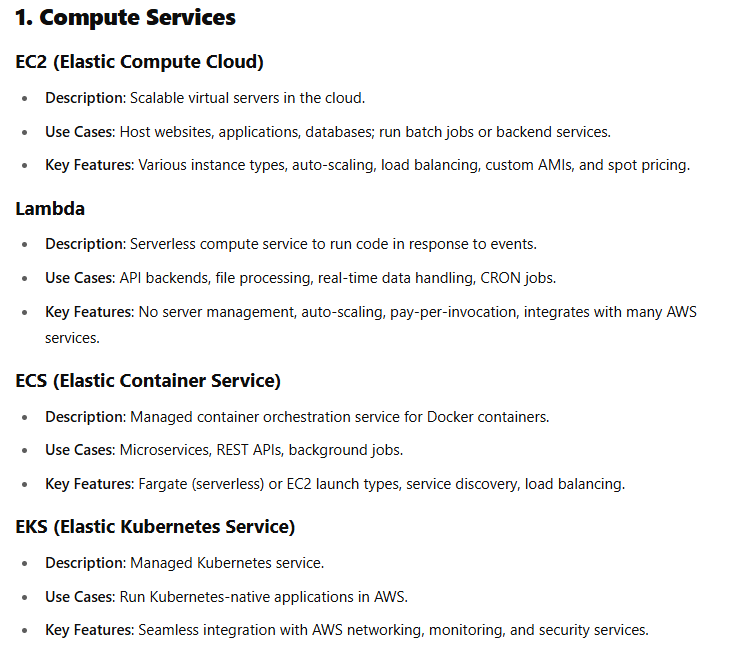 1. Compute Services
EC2 (Elastic Compute Cloud)
• Description: Scalable virtual servers in the cloud.
• Use Cases: Host websites, applications, databases; run batch jobs or backend services.
• Key Features: Various instance types, auto-scaling, load balancing, custom AMIs, and spot pricing.
Lambda
• Description: Serverless compute service to run code in response to events.
• Use Cases: API backends, file processing, real-time data handling, CRON jobs.
• Key Features: No server management, auto-scaling, pay-per-invocation, integrates with many AWS
services.
ECS (Elastic Container Service)
• Description: Managed container orchestration service for Docker containers.
• Use Cases: Microservices, REST APIs, background jobs.
• Key Features: Fargate (serverless) or EC2 launch types, service discovery, load balancing.
EKS (Elastic Kubernetes Service)
• Description: Managed Kubernetes service.
• Use Cases: Run Kubernetes-native applications in AWS.
• Key Features: Seamless integration with AWS networking, monitoring, and security services.